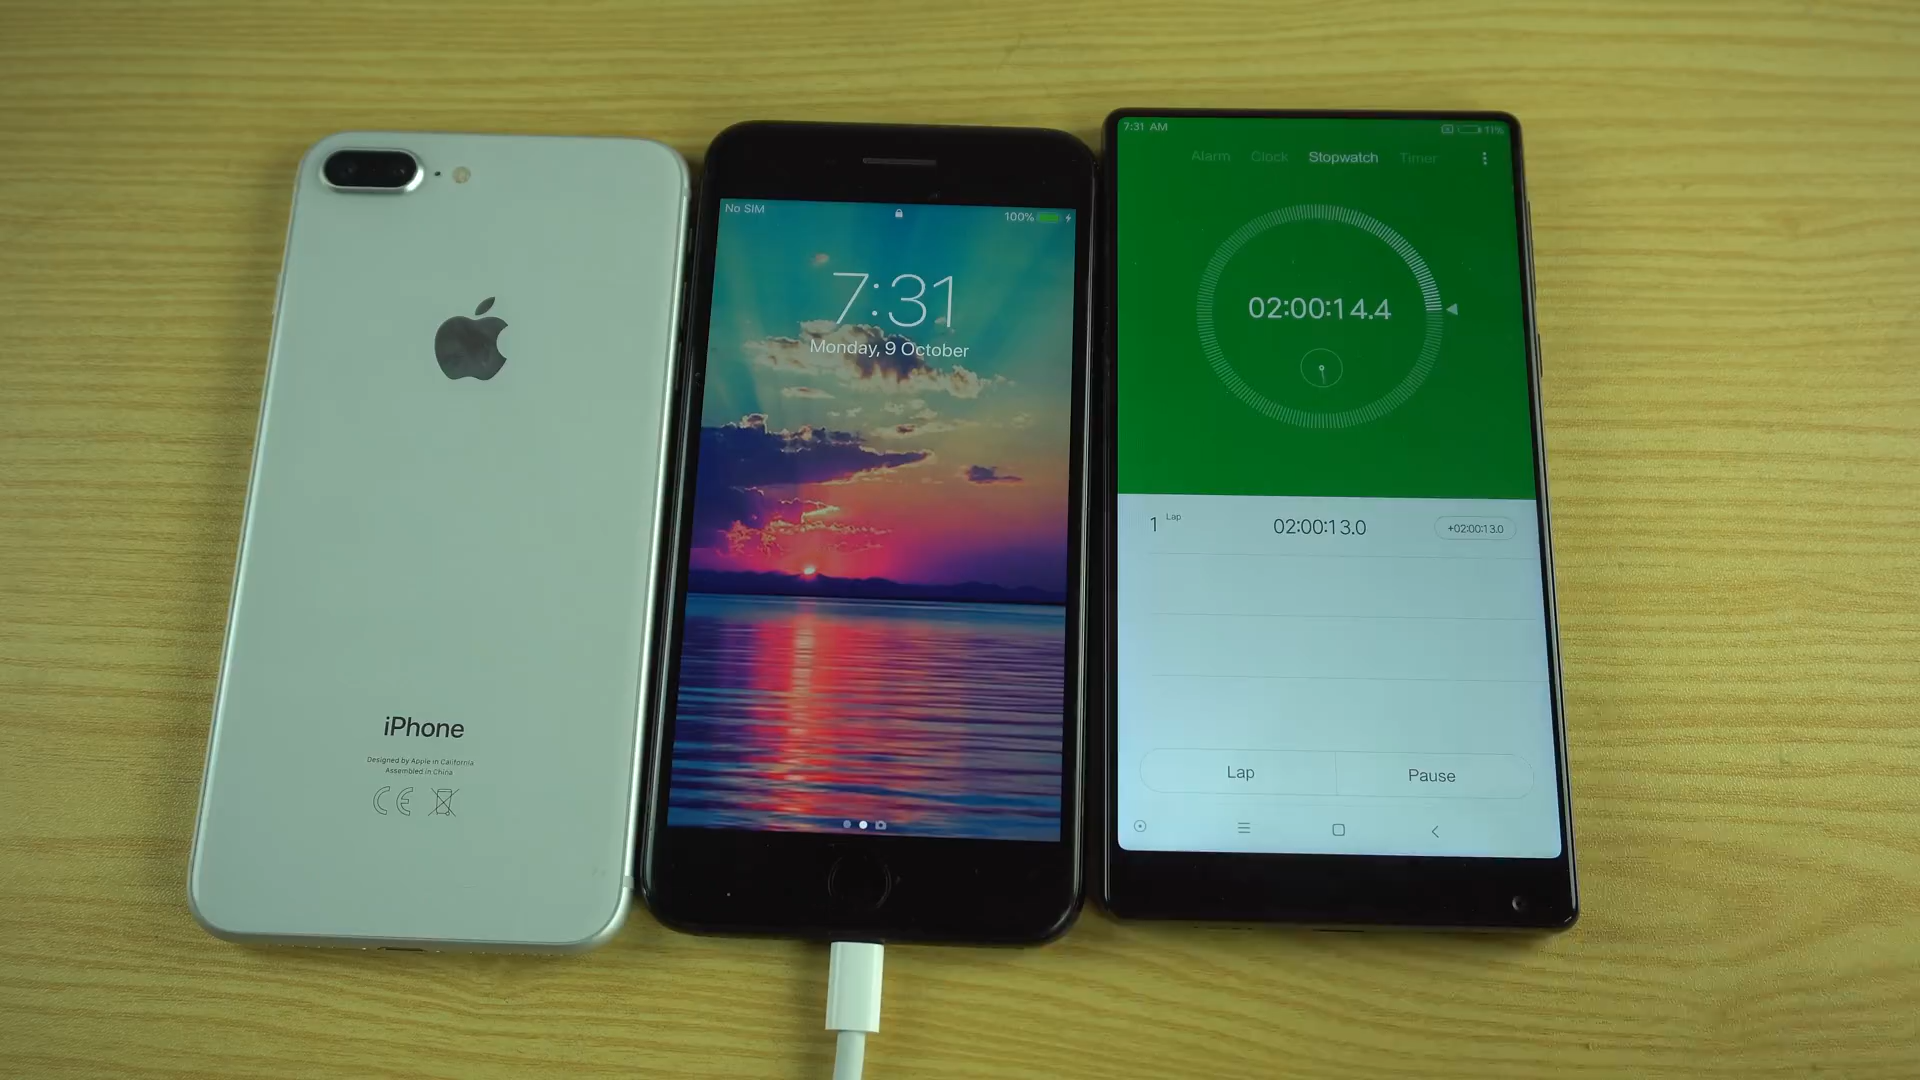 iPhone
Designed by Apple in California
Assembled in China
No SIM
100%
7:31
Monday, 9 October
7:31 AM
11%
Alarm Clock Stopwatch Timer
02:00:14.4
1 Lap 02:00:13.0 +02:00:13.0
Lap Pause